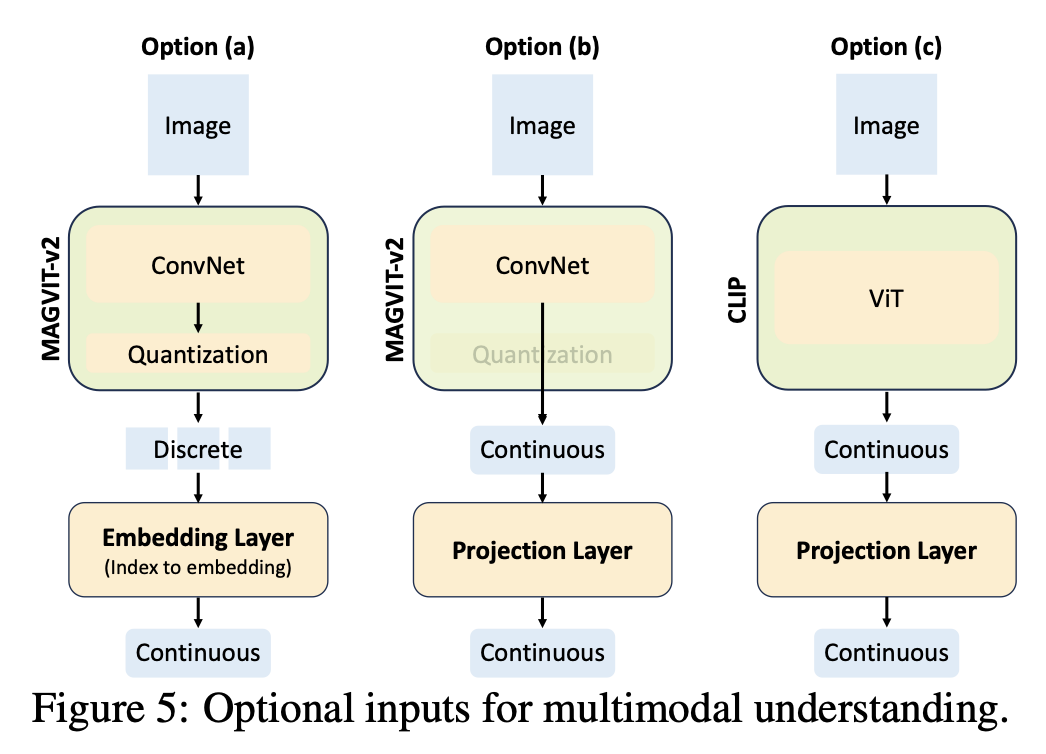 Option (a)
Image
MAGVIT-v2
ConvNet
Quantization
Discrete
Embedding Layer
(Index to embedding)
Continuous
Option (b)
Image
MAGVIT-v2
ConvNet
Quantization
Continuous
Projection Layer
Continuous
Option (c)
Image
CLIP
ViT
Continuous
Projection Layer
Continuous
Figure 5: Optional inputs for multimodal understanding.